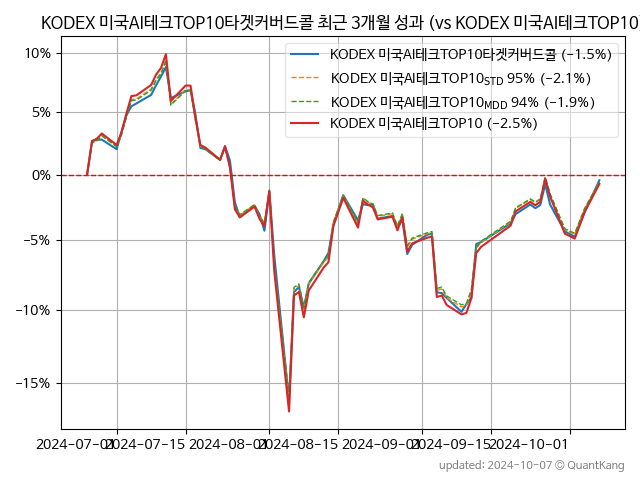 KODEX 미국AI테크TOP10타겟커버드콜 최근 3개월 성과 (vs KODEX 미국AI테크TOP10)
KODEX 미국AI테크TOP10타겟커버드콜 (−1.5%)
KODEX 미국AI테크TOP10STD 95% (−2.1%)
KODEX 미국AI테크TOP10MDD 94% (−1.9%)
KODEX 미국AI테크TOP10 (−2.5%)
10%
5%
0%
−5%
−10%
−15%
2024-07-01
2024-07-15
2024-08-01
2024-08-15
2024-09-01
2024-09-15
2024-10-01
updated: 2024-10-07 © QuantKang